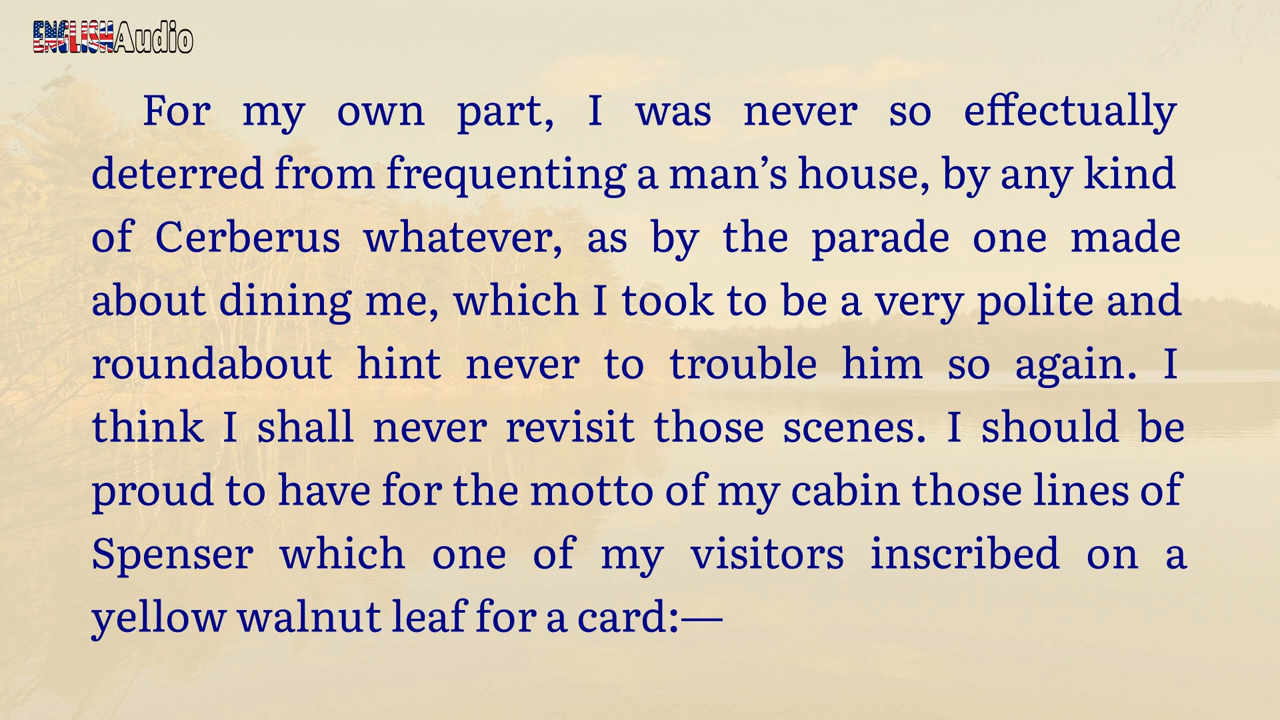 ENGLISHAudio
For my own part, I was never so effectually
deterred from frequenting a man’s house, by any kind
of Cerberus whatever, as by the parade one made
about dining me, which I took to be a very polite and
roundabout hint never to trouble him so again. I
think I shall never revisit those scenes. I should be
proud to have for the motto of my cabin those lines of
Spenser which one of my visitors inscribed on a
yellow walnut leaf for a card:—